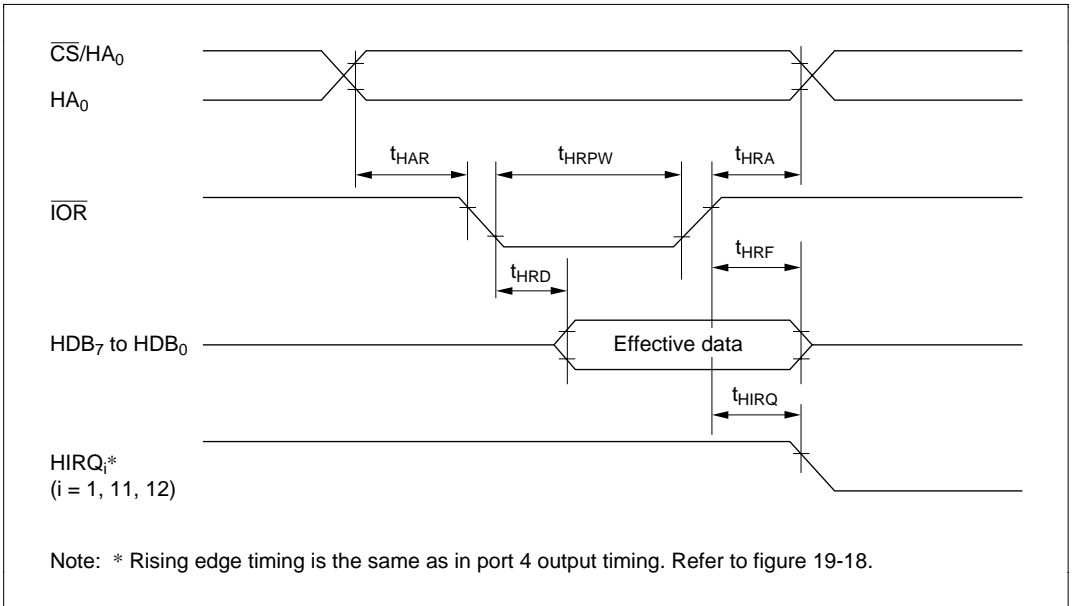 CS/HA0
HA0
tHAR
tHRPW
tHRA
IOR
tHRF
tHRD
HDB7 to HDB0
Effective data
tHIRQ
HIRQi*
(i = 1, 11, 12)
Note: * Rising edge timing is the same as in port 4 output timing. Refer to figure 19-18.